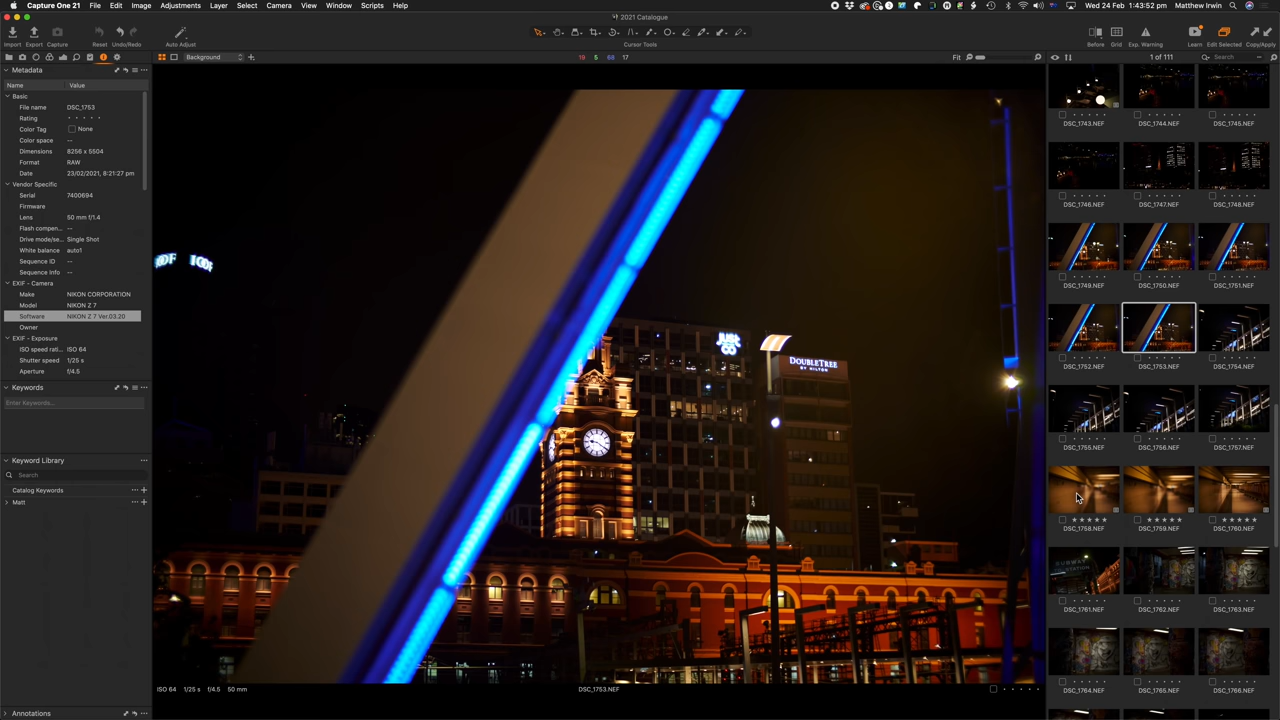 Capture One 21 File Edit Image Adjustments Layer Select Camera View Window Scripts Help
Wed 24 Feb 1:43:52 pm Matthew Irwin
2021 Catalogue
Import Export Capture Reset Undo/Redo Auto Adjust Cursor Tools Before Grid Exp. Warning Learn Edit Selected Copy/Apply
Background
19 5 68 17
Fit
1 of 111
Search
Metadata
Name Value
Basic
File name DSC_1753
Rating
Color Tag None
Color space --
Dimensions 8256 x 5504
Format RAW
Date 23/02/2021, 8:21:27 pm
Vendor Specific
Serial 7400694
Firmware
Lens 50 mm f/1.4
Flash compen... --
Drive mode/se... Single Shot
White balance auto1
Sequence ID --
Sequence Info --
EXIF - Camera
Make NIKON CORPORATION
Model NIKON Z 7
Software NIKON Z 7 Ver.03.20
Owner
EXIF - Exposure
ISO speed rati... ISO 64
Shutter speed 1/25 s
Aperture f/4.5
Keywords
Enter Keywords...
Keyword Library
Search
Catalog Keywords
Matt
Annotations
JUST
CO
DOUBLETREE
BY HILTON
ISO 64 1/25 s f/4.5 50 mm
DSC_1753.NEF
DSC_1743.NEF DSC_1744.NEF DSC_1745.NEF
DSC_1746.NEF DSC_1747.NEF DSC_1748.NEF
DSC_1749.NEF DSC_1750.NEF DSC_1751.NEF
DSC_1752.NEF DSC_1753.NEF DSC_1754.NEF
DSC_1755.NEF DSC_1756.NEF DSC_1757.NEF
DSC_1758.NEF DSC_1759.NEF DSC_1760.NEF
SUBWAY
DSC_1761.NEF DSC_1762.NEF DSC_1763.NEF
DSC_1764.NEF DSC_1765.NEF DSC_1766.NEF